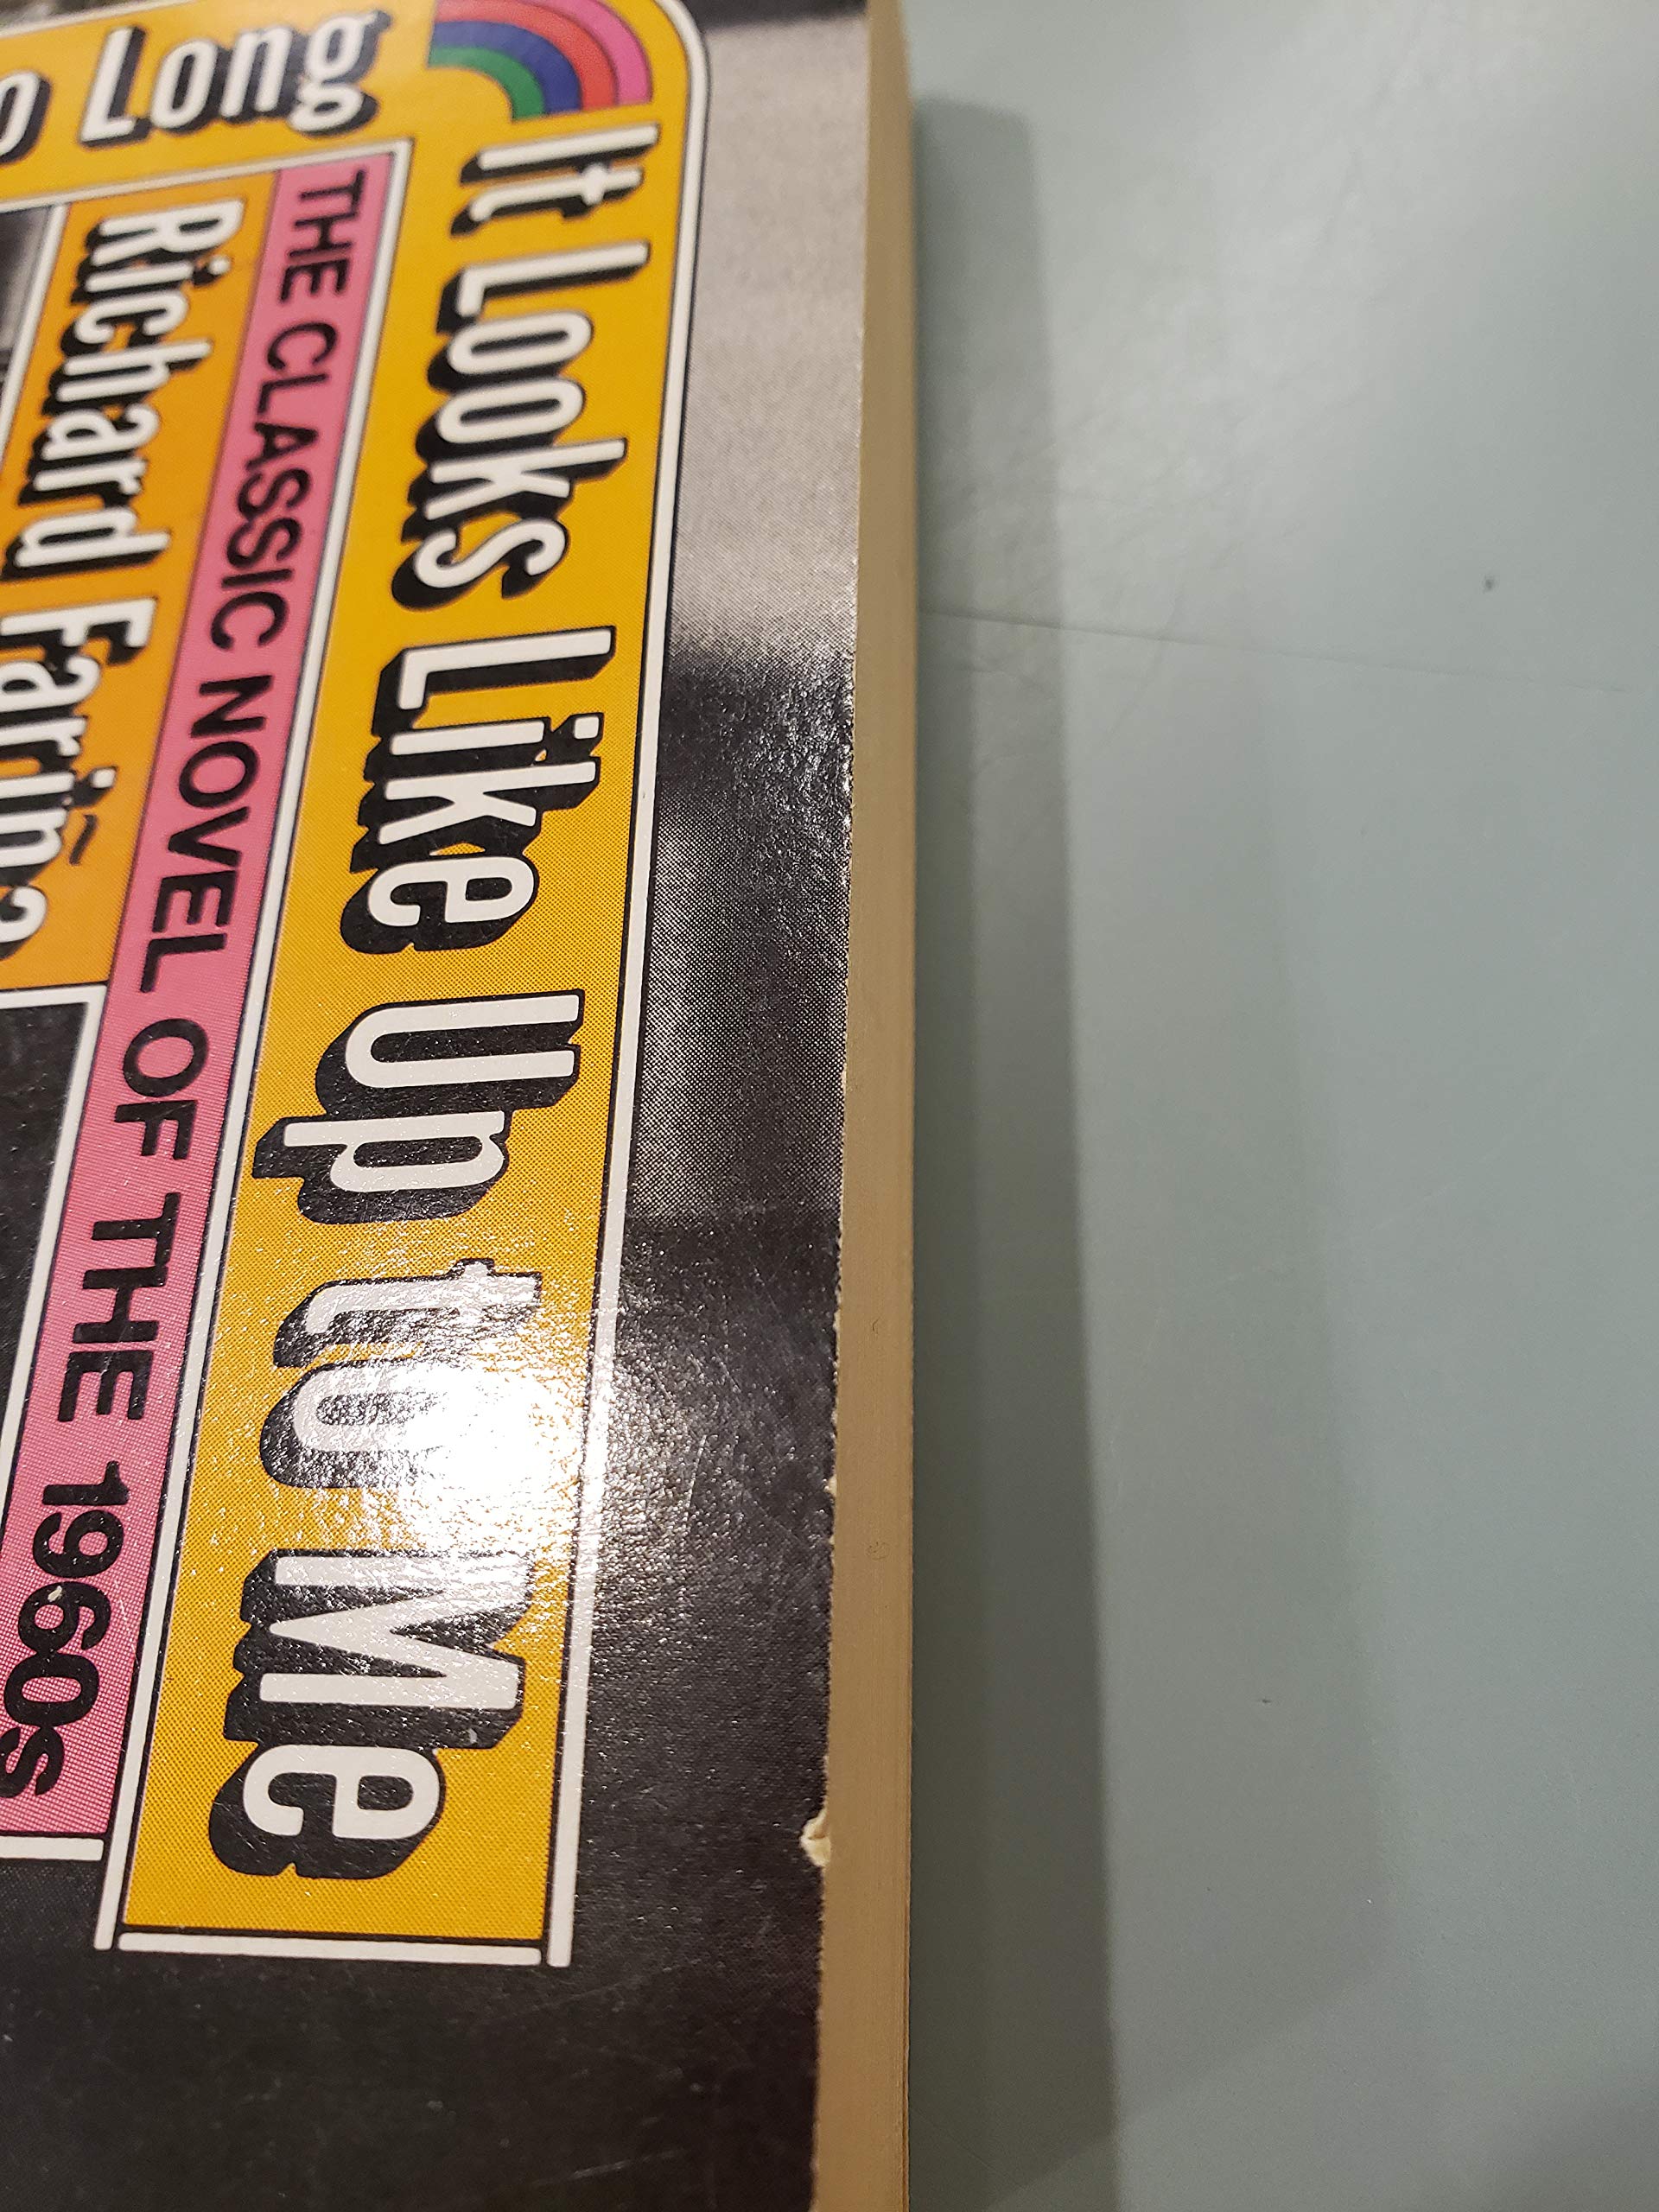 Long
It Looks Like Up to Me
THE CLASSIC NOVEL OF THE 1960s
Richard Fariña